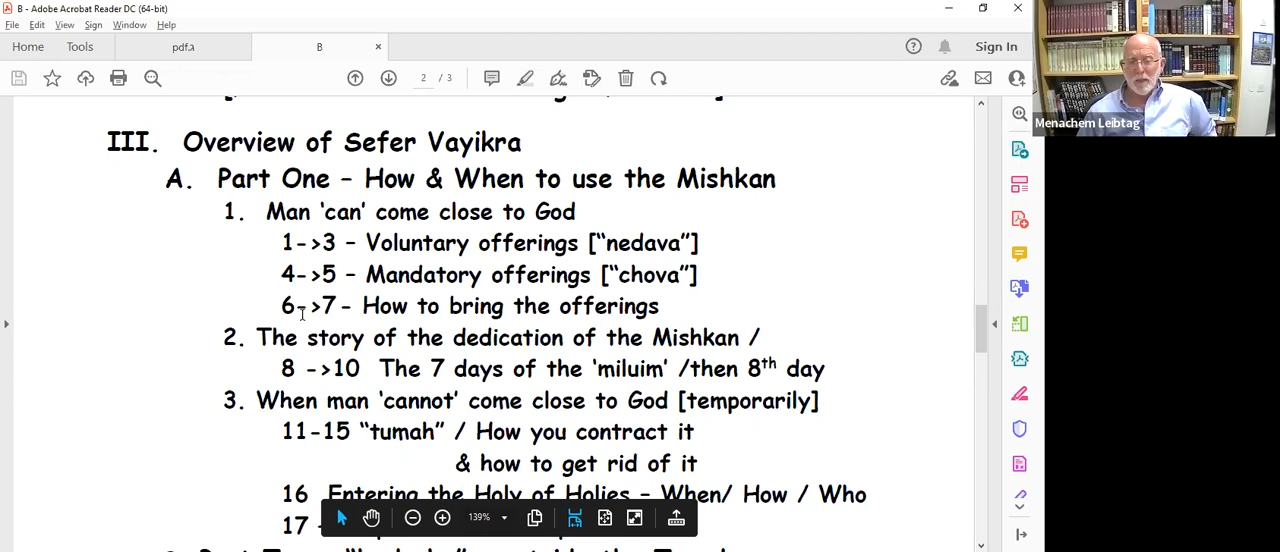 B - Adobe Acrobat Reader DC (64-bit)
File Edit View Sign Window Help
Home Tools pdf.a B × Sign In
2 / 3
Menachem Leibtag
III. Overview of Sefer Vayikra
A. Part One – How & When to use the Mishkan
1. Man ‘can’ come close to God
1->3 – Voluntary offerings [“nedava”]
4->5 – Mandatory offerings [“chova”]
6->7 – How to bring the offerings
2. The story of the dedication of the Mishkan /
8 ->10 The 7 days of the ‘miluim’ /then 8th day
3. When man ‘cannot’ come close to God [temporarily]
11-15 “tumah” / How you contract it
& how to get rid of it
16 Entering the Holy of Holies – When/ How / Who
17
139%